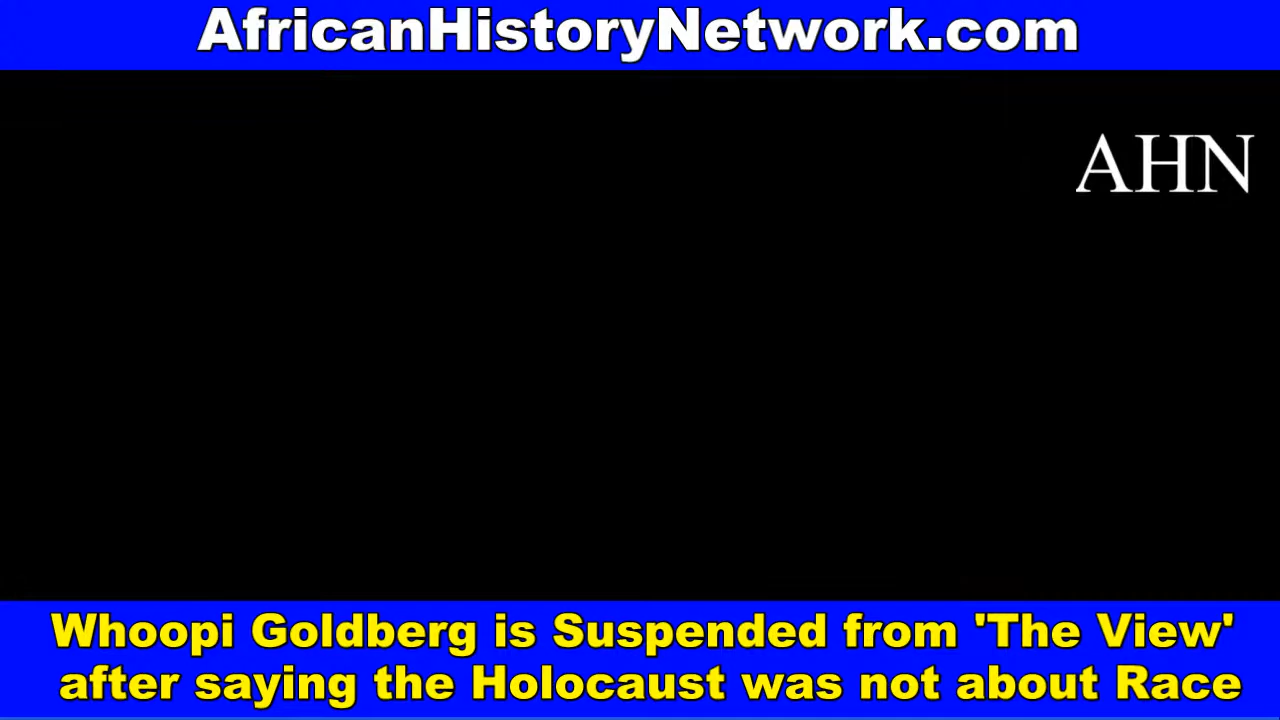 AfricanHistoryNetwork.com
AHN
Whoopi Goldberg is Suspended from 'The View'
after saying the Holocaust was not about Race